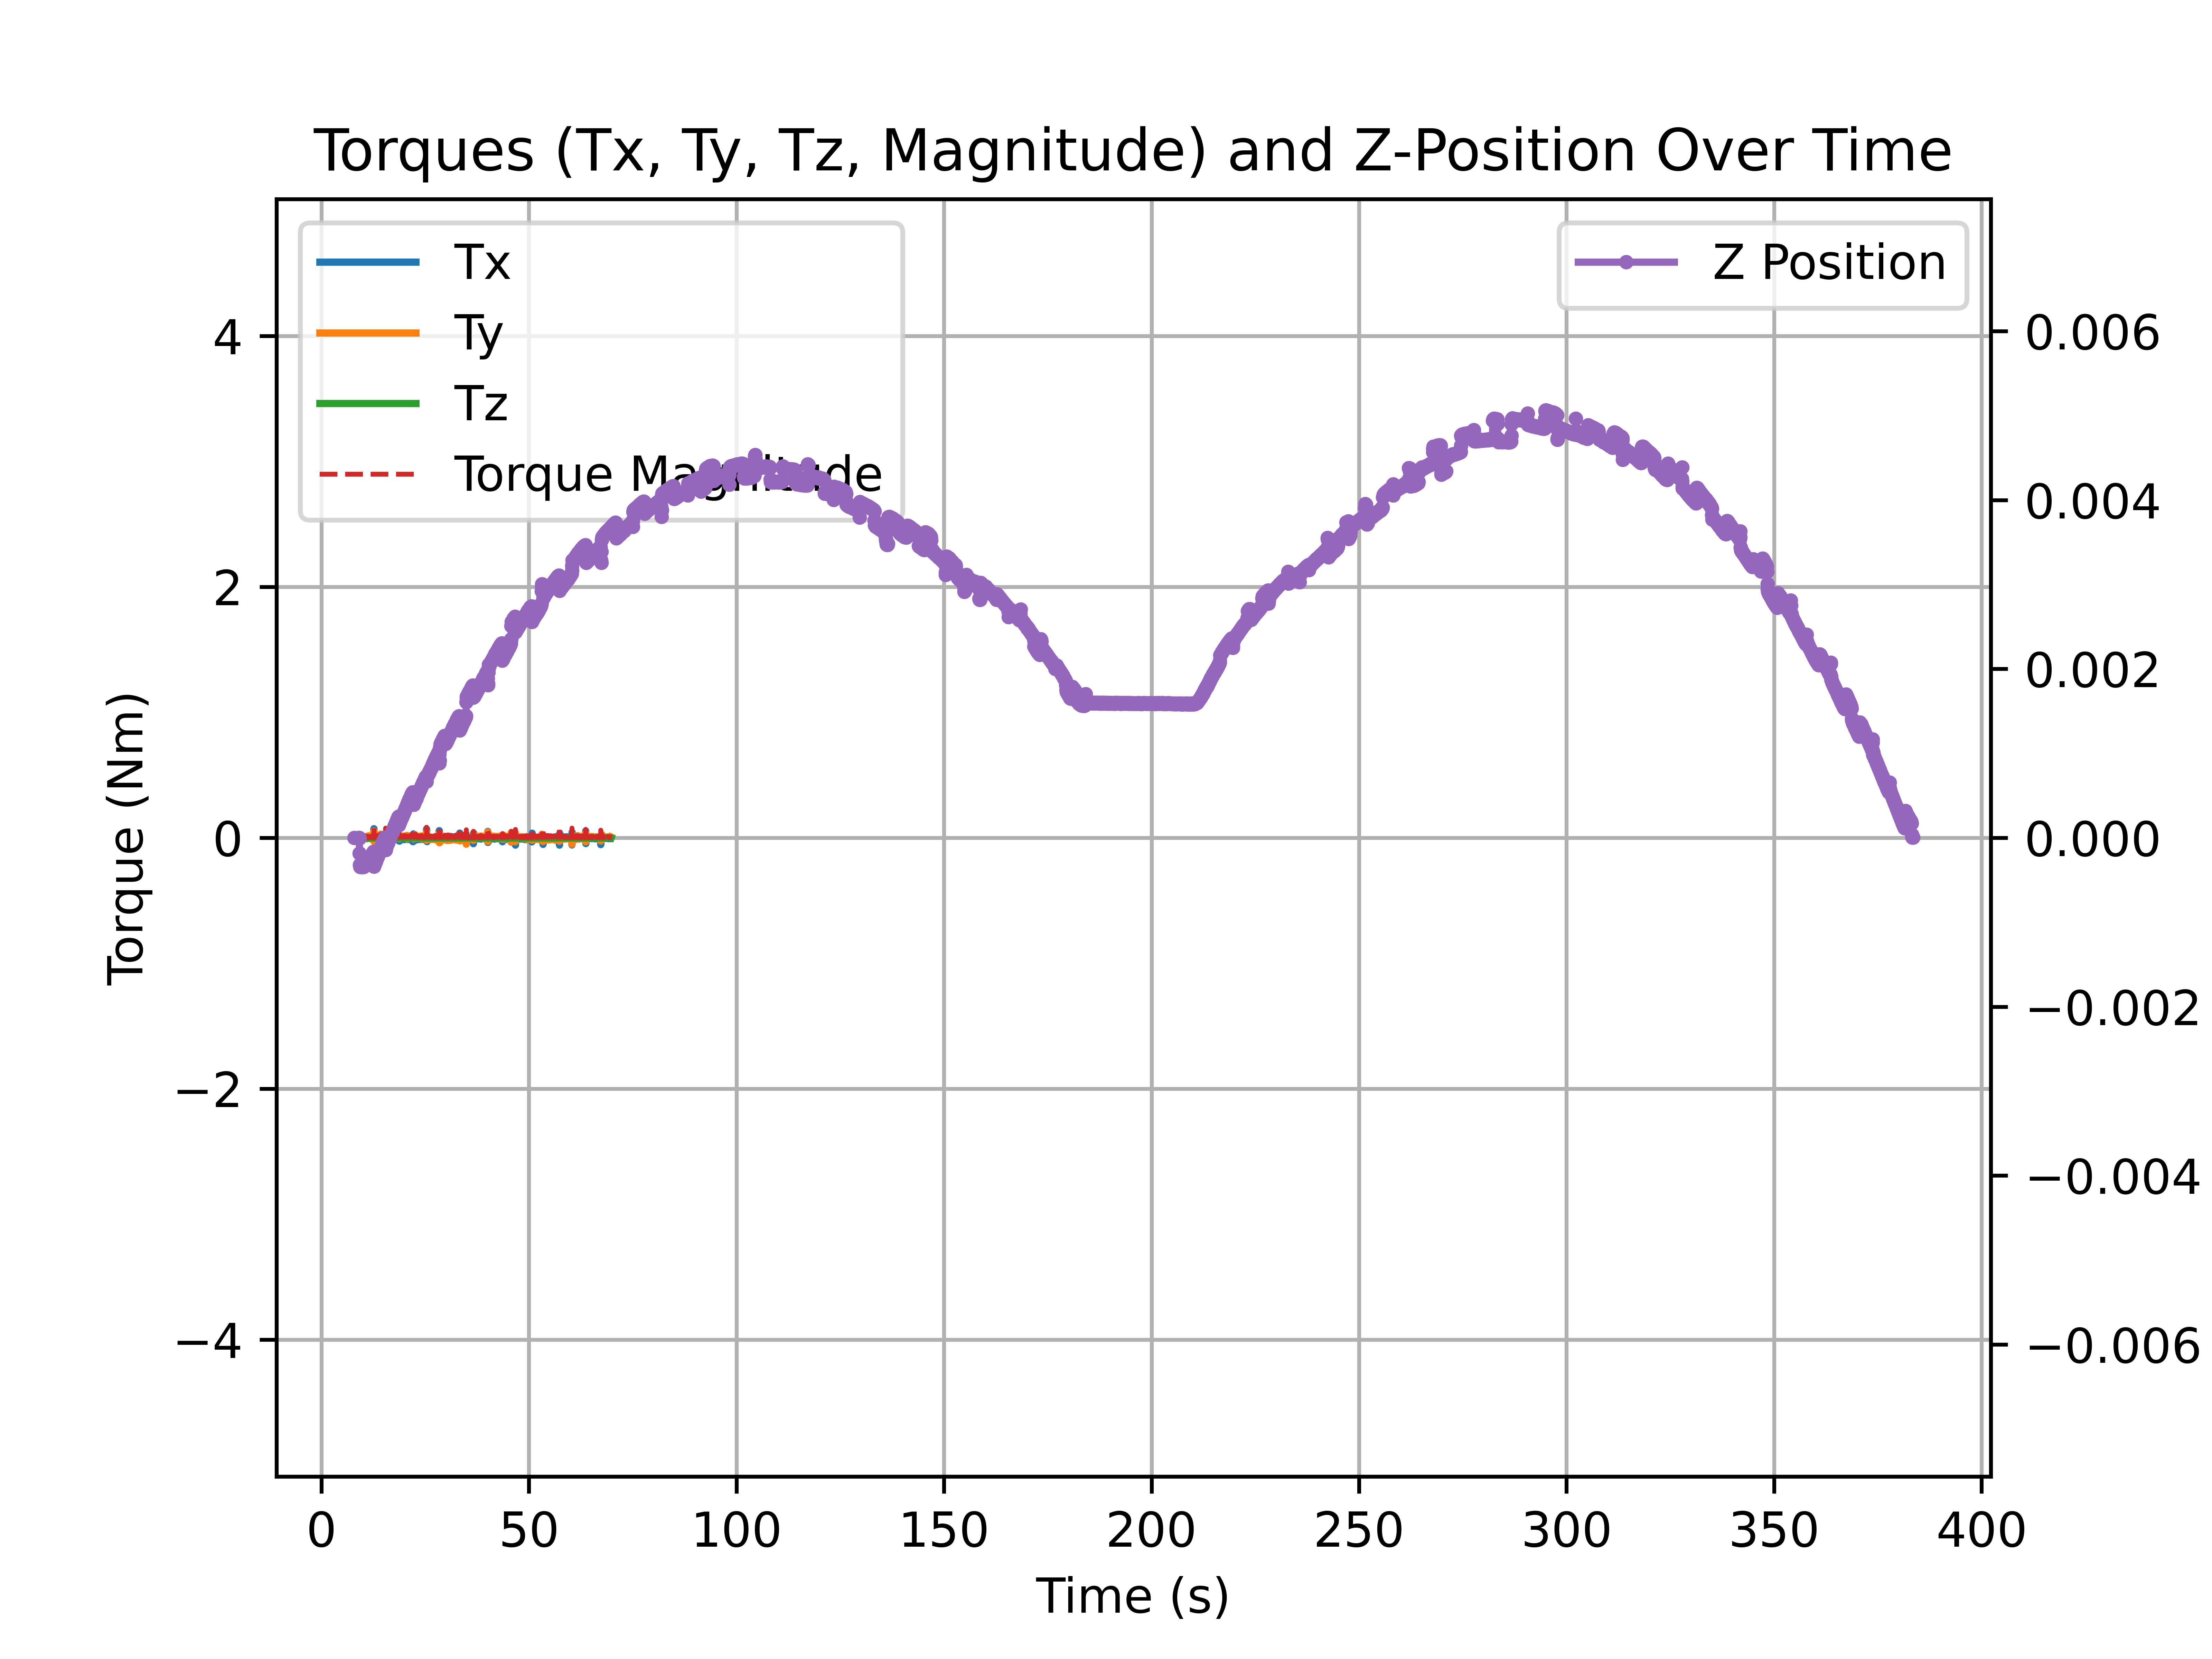 Torques (Tx, Ty, Tz, Magnitude) and Z-Position Over Time
Tx
Ty
Tz
Torque Magnitude
Z Position
4
2
0
−2
−4
Torque (Nm)
0.006
0.004
0.002
0.000
−0.002
−0.004
−0.006
0 50 100 150 200 250 300 350 400
Time (s)